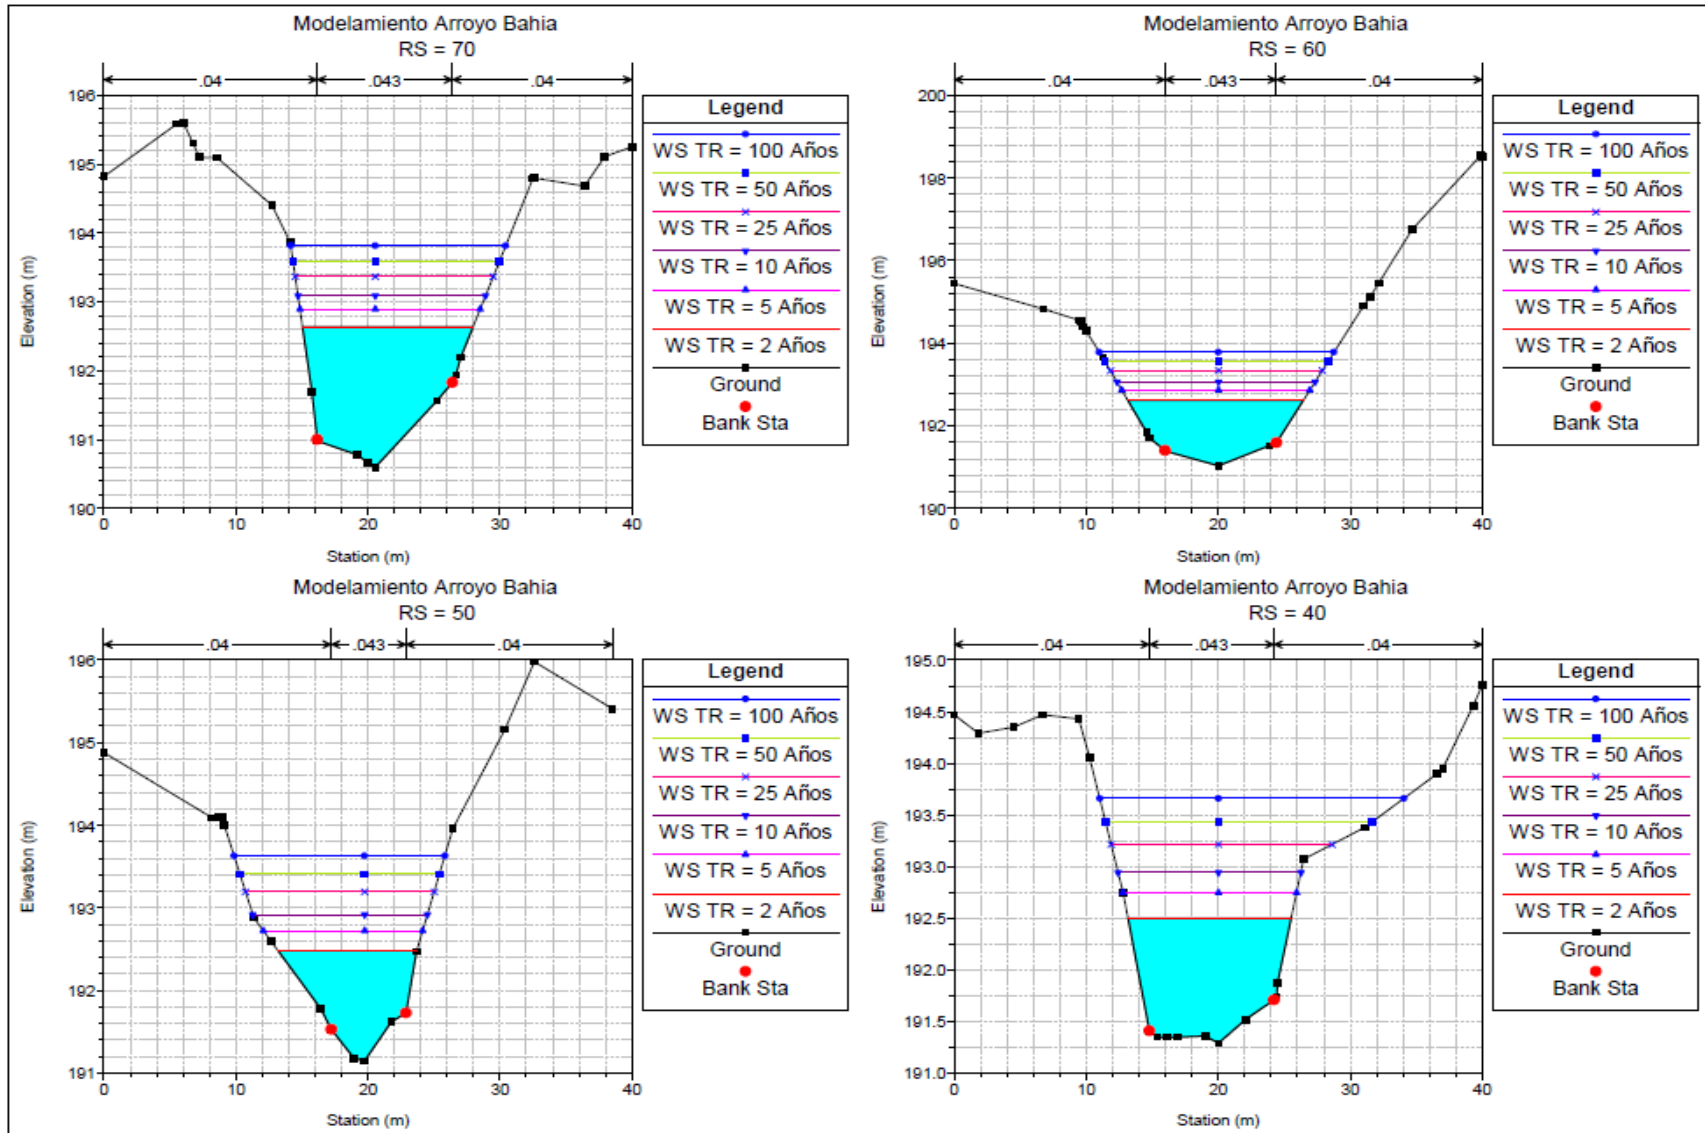 Modelamiento Arroyo Bahia
RS = 70
.04
.043
.04
196
195
194
193
192
191
190
0
10
20
30
40
Elevation (m)
Station (m)
Legend
WS TR = 100 Años
WS TR = 50 Años
WS TR = 25 Años
WS TR = 10 Años
WS TR = 5 Años
WS TR = 2 Años
Ground
Bank Sta
Modelamiento Arroyo Bahia
RS = 60
.04
.043
.04
200
198
196
194
192
190
0
10
20
30
40
Elevation (m)
Station (m)
Legend
WS TR = 100 Años
WS TR = 50 Años
WS TR = 25 Años
WS TR = 10 Años
WS TR = 5 Años
WS TR = 2 Años
Ground
Bank Sta
Modelamiento Arroyo Bahia
RS = 50
.04
.043
.04
196
195
194
193
192
191
0
10
20
30
40
Elevation (m)
Station (m)
Legend
WS TR = 100 Años
WS TR = 50 Años
WS TR = 25 Años
WS TR = 10 Años
WS TR = 5 Años
WS TR = 2 Años
Ground
Bank Sta
Modelamiento Arroyo Bahia
RS = 40
.04
.043
.04
195.0
194.5
194.0
193.5
193.0
192.5
192.0
191.5
191.0
0
10
20
30
40
Elevation (m)
Station (m)
Legend
WS TR = 100 Años
WS TR = 50 Años
WS TR = 25 Años
WS TR = 10 Años
WS TR = 5 Años
WS TR = 2 Años
Ground
Bank Sta